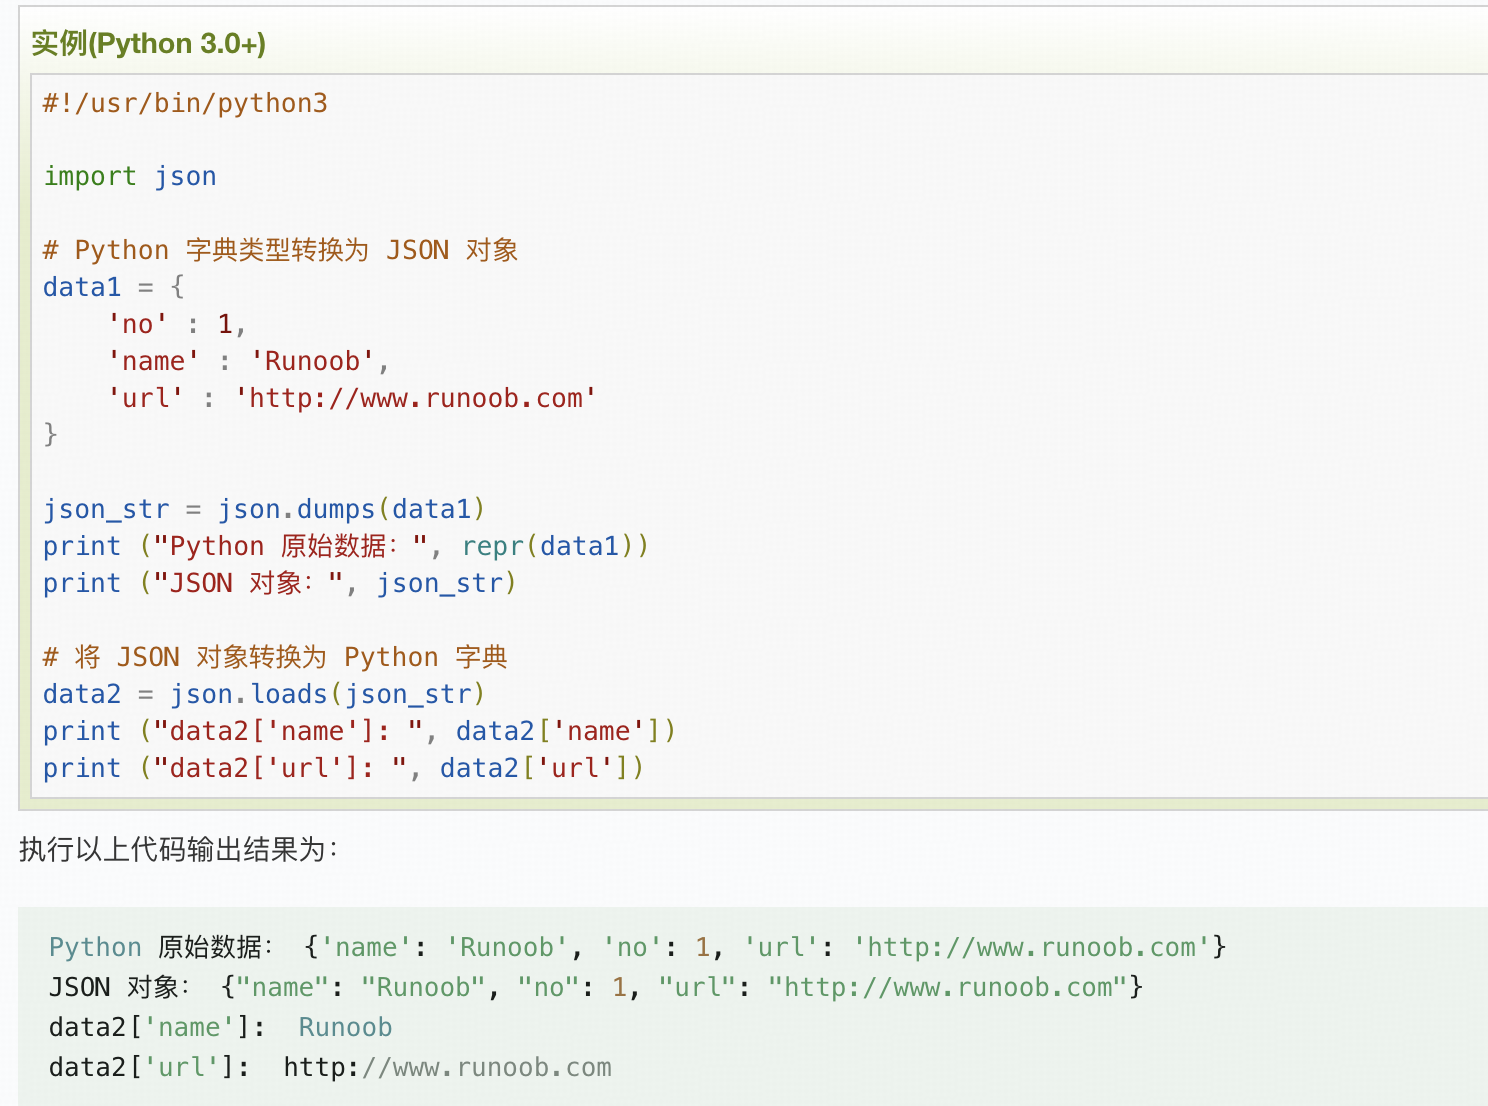 实例(Python 3.0+)
#!/usr/bin/python3
import json
# Python 字典类型转换为 JSON 对象
data1 = {
    'no' : 1,
    'name' : 'Runoob',
    'url' : 'http://www.runoob.com'
}
json_str = json.dumps(data1)
print ("Python 原始数据：", repr(data1))
print ("JSON 对象：", json_str)
# 将 JSON 对象转换为 Python 字典
data2 = json.loads(json_str)
print ("data2['name']: ", data2['name'])
print ("data2['url']: ", data2['url'])
执行以上代码输出结果为：
Python 原始数据： {'name': 'Runoob', 'no': 1, 'url': 'http://www.runoob.com'}
JSON 对象： {"name": "Runoob", "no": 1, "url": "http://www.runoob.com"}
data2['name']:  Runoob
data2['url']:  http://www.runoob.com